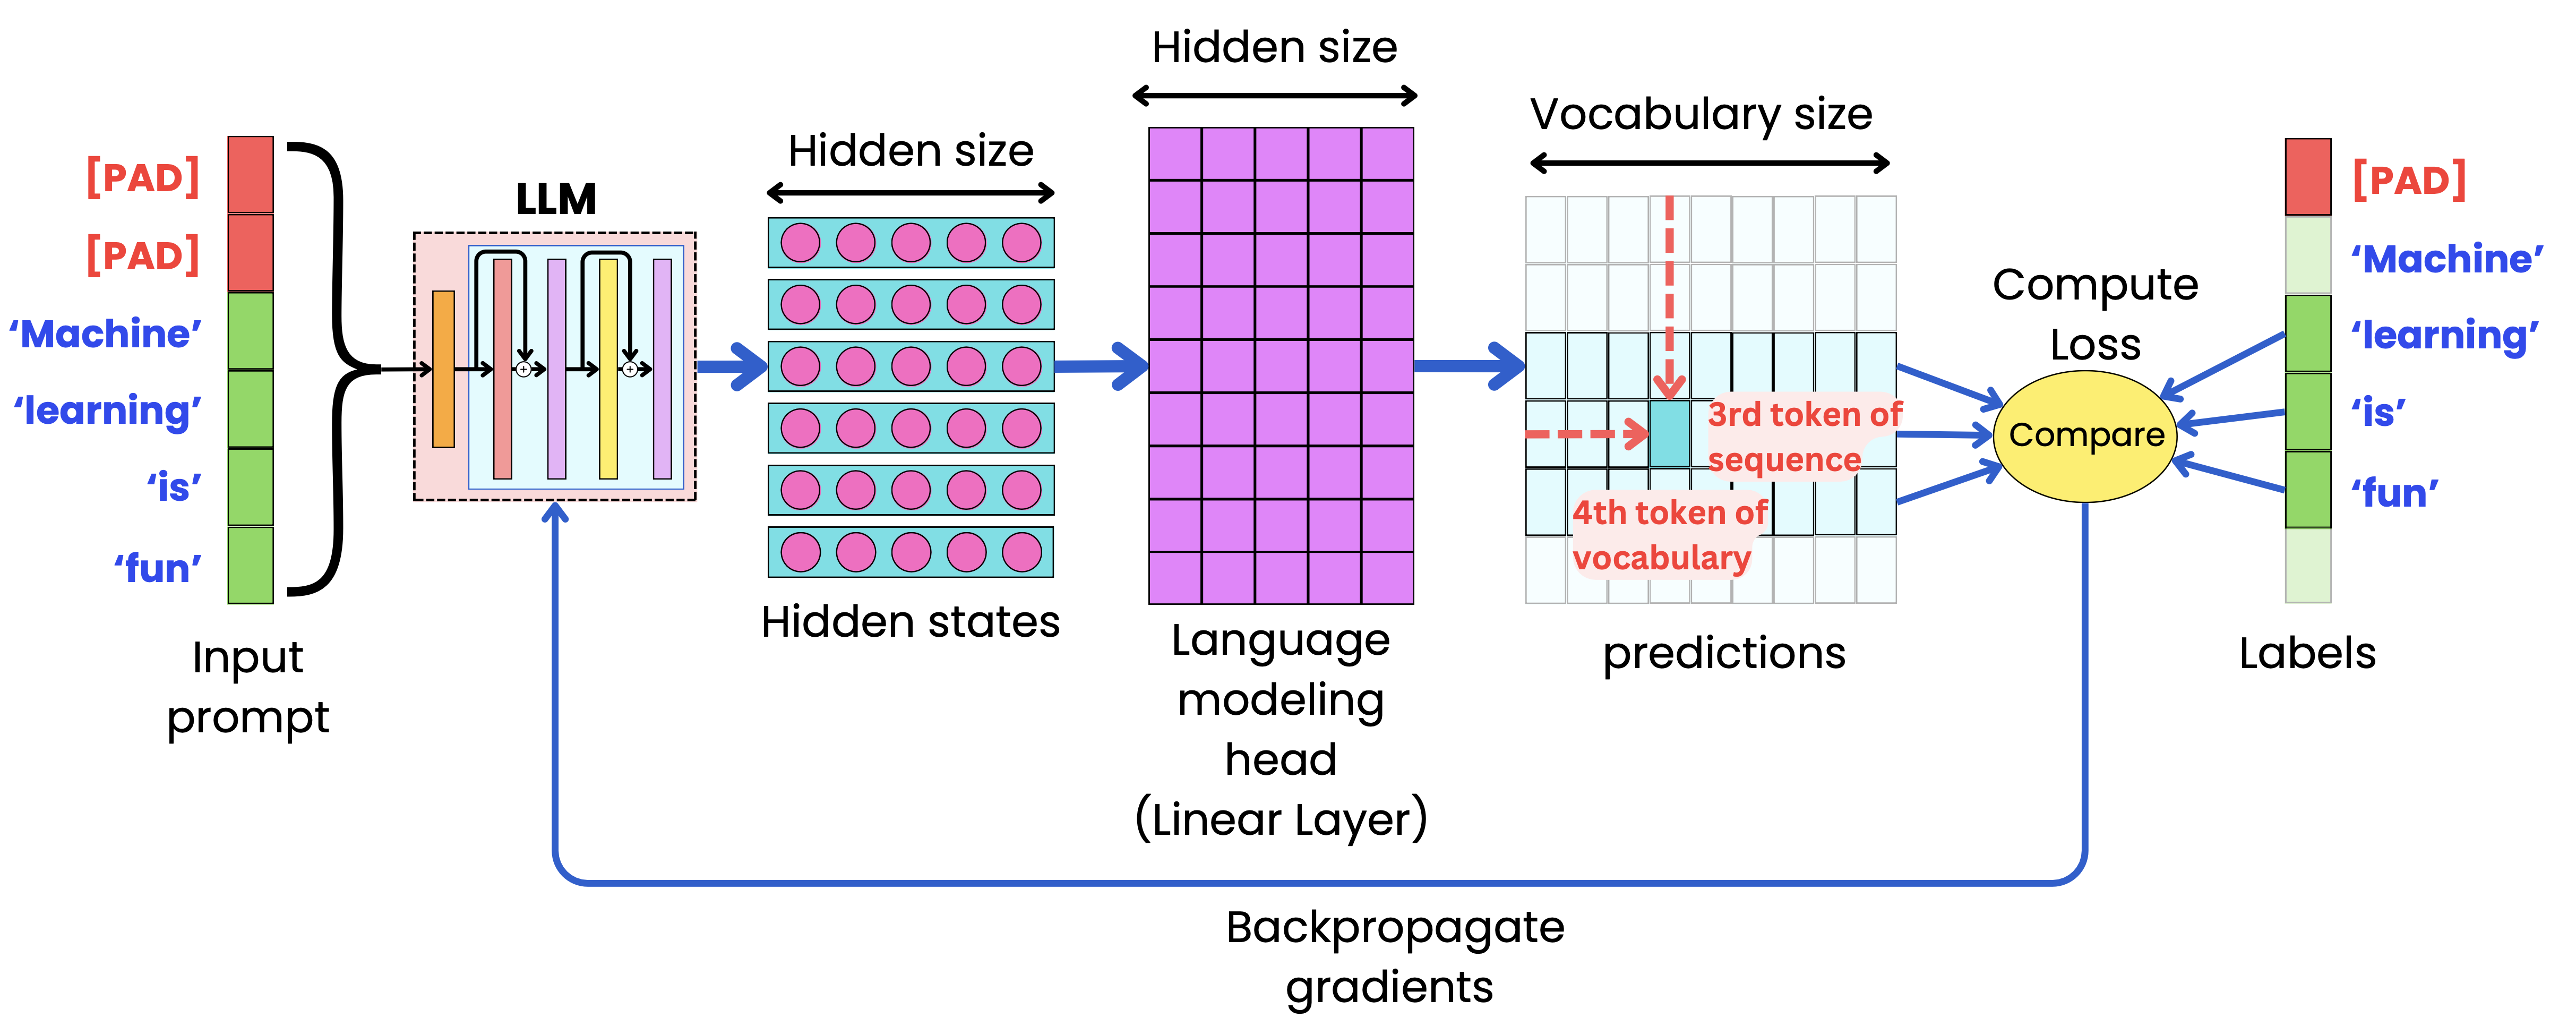 [PAD]
[PAD]
‘Machine’
‘learning’
‘is’
‘fun’
Input
prompt
LLM
Hidden size
Hidden states
Hidden size
Language
modeling
head
(Linear Layer)
Vocabulary size
3rd token of
sequence
4th token of
vocabulary
predictions
Compute
Loss
Compare
[PAD]
‘Machine’
‘learning’
‘is’
‘fun’
Labels
Backpropagate
gradients